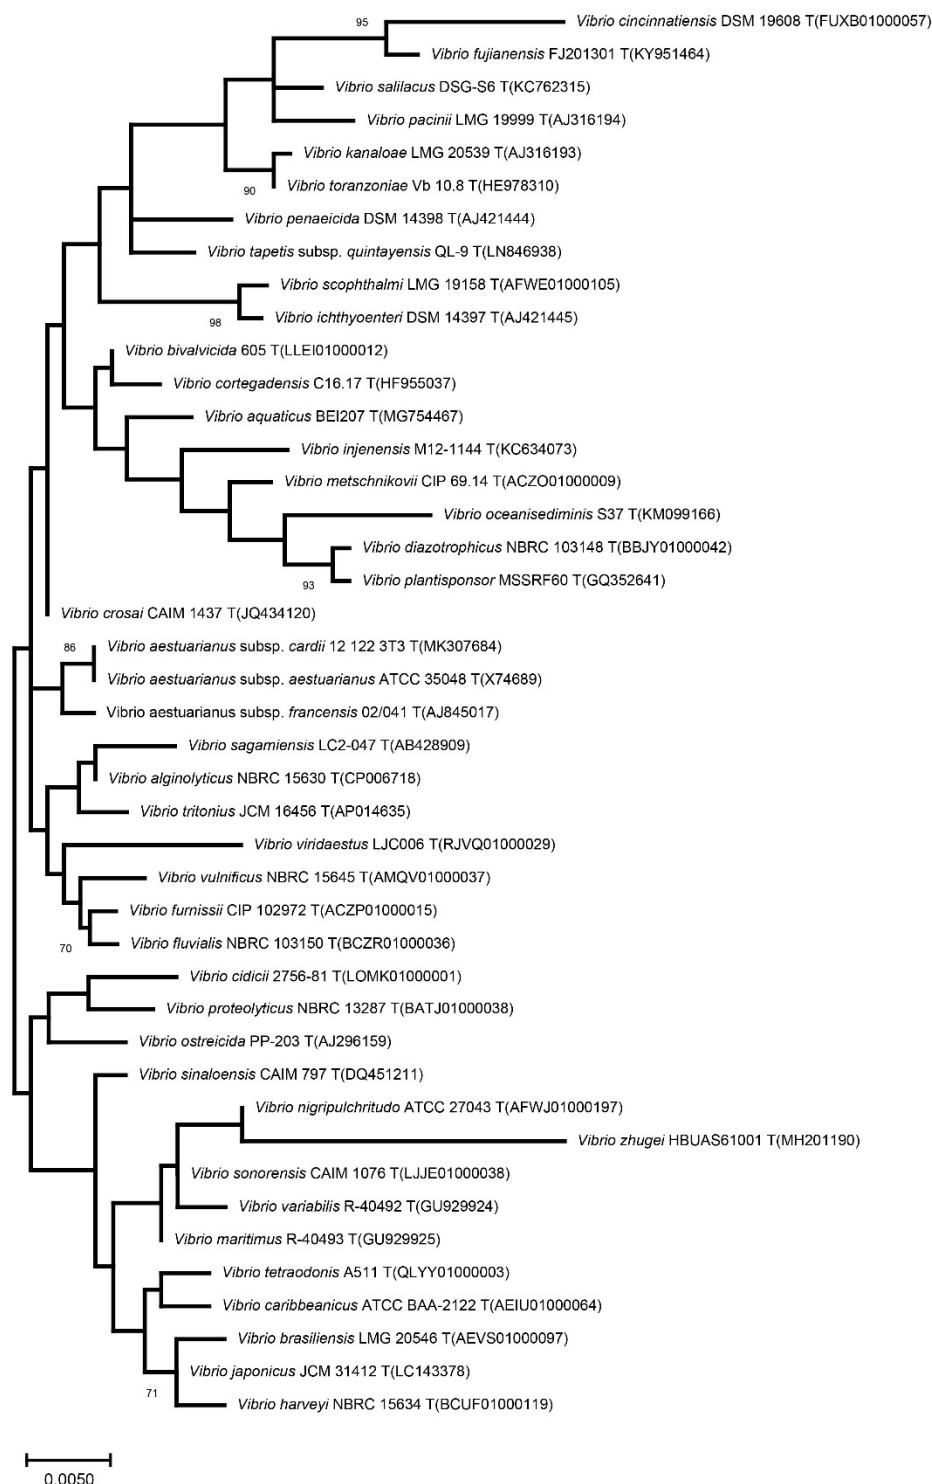 95
Vibrio cincinnatiensis DSM 19608 T(FUXB01000057)
Vibrio fujianensis FJ201301 T(KY951464)
Vibrio salilacus DSG-S6 T(KC762315)
Vibrio pacinii LMG 19999 T(AJ316194)
Vibrio kanaloae LMG 20539 T(AJ316193)
Vibrio toranzoniae Vb 10.8 T(HE978310)
90
Vibrio penaeicida DSM 14398 T(AJ421444)
Vibrio tapetis subsp. quintayensis QL-9 T(LN846938)
Vibrio scophthalmi LMG 19158 T(AFWE01000105)
Vibrio ichthyoenteri DSM 14397 T(AJ421445)
98
Vibrio bivalvicida 605 T(LLEI01000012)
Vibrio cortegadensis C16.17 T(HF955037)
Vibrio aquaticus BEI207 T(MG754467)
Vibrio injenensis M12-1144 T(KC634073)
Vibrio metschnikovii CIP 69.14 T(ACZO01000009)
Vibrio oceanisediminis S37 T(KM099166)
Vibrio diazotrophicus NBRC 103148 T(BBJY01000042)
Vibrio plantisponsor MSSRF60 T(GQ352641)
93
Vibrio crosai CAIM 1437 T(JQ434120)
86
Vibrio aestuarianus subsp. cardii 12 122 3T3 T(MK307684)
Vibrio aestuarianus subsp. aestuarianus ATCC 35048 T(X74689)
Vibrio aestuarianus subsp. francensis 02/041 T(AJ845017)
Vibrio sagamiensis LC2-047 T(AB428909)
Vibrio alginolyticus NBRC 15630 T(CP006718)
Vibrio tritonius JCM 16456 T(AP014635)
Vibrio viridaestus LJC006 T(RJVQ01000029)
Vibrio vulnificus NBRC 15645 T(AMQV01000037)
Vibrio furnissii CIP 102972 T(ACZP01000015)
Vibrio fluvialis NBRC 103150 T(BCZR01000036)
70
Vibrio cidicii 2756-81 T(LOMK01000001)
Vibrio proteolyticus NBRC 13287 T(BATJ01000038)
Vibrio ostreicida PP-203 T(AJ296159)
Vibrio sinaloensis CAIM 797 T(DQ451211)
Vibrio nigripulchritudo ATCC 27043 T(AFWJ01000197)
Vibrio zhugei HBUAS61001 T(MH201190)
Vibrio sonorensis CAIM 1076 T(LJJE01000038)
Vibrio variabilis R-40492 T(GU929924)
Vibrio maritimus R-40493 T(GU929925)
Vibrio tetraodonis A511 T(QLYY01000003)
Vibrio caribbeanicus ATCC BAA-2122 T(AEIU01000064)
Vibrio brasiliensis LMG 20546 T(AEVS01000097)
Vibrio japonicus JCM 31412 T(LC143378)
71
Vibrio harveyi NBRC 15634 T(BCUF01000119)
0.0050